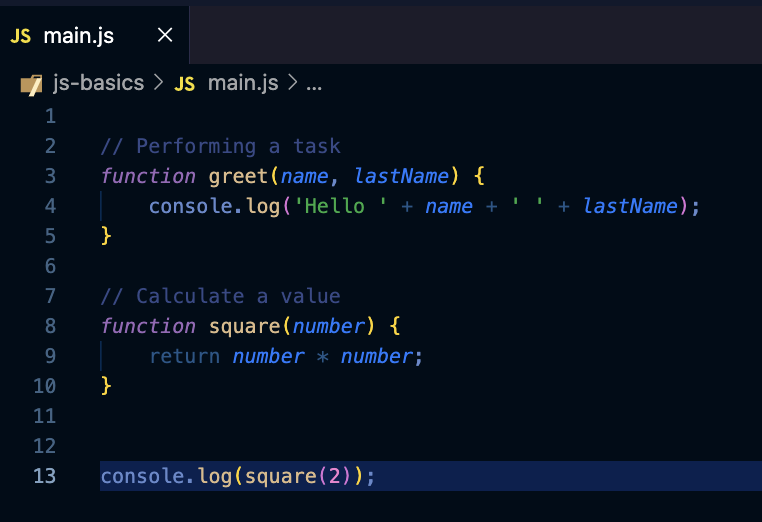 JS main.js ×
js-basics > JS main.js > ...
1
2 // Performing a task
3 function greet(name, lastName) {
4     console.log('Hello ' + name + ' ' + lastName);
5 }
6
7 // Calculate a value
8 function square(number) {
9     return number * number;
10 }
11
12
13 console.log(square(2));